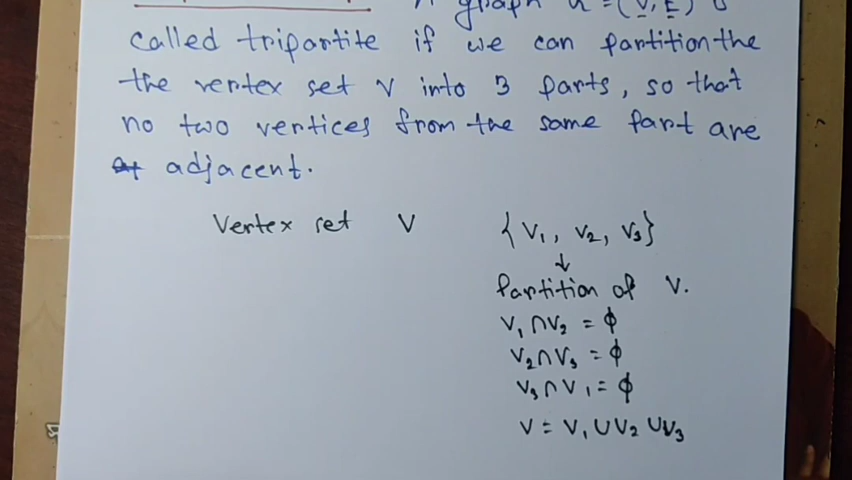 graph G = (V, E) is
called tripartite if we can partition the
the vertex set V into 3 parts, so that
no two vertices from the same part are
adjacent.
Vertex set V
{V₁, V₂, V₃}
↓
Partition of V.
V₁ ∩ V₂ = ϕ
V₂ ∩ V₃ = ϕ
V₃ ∩ V₁ = ϕ
V = V₁ ∪ V₂ ∪ V₃